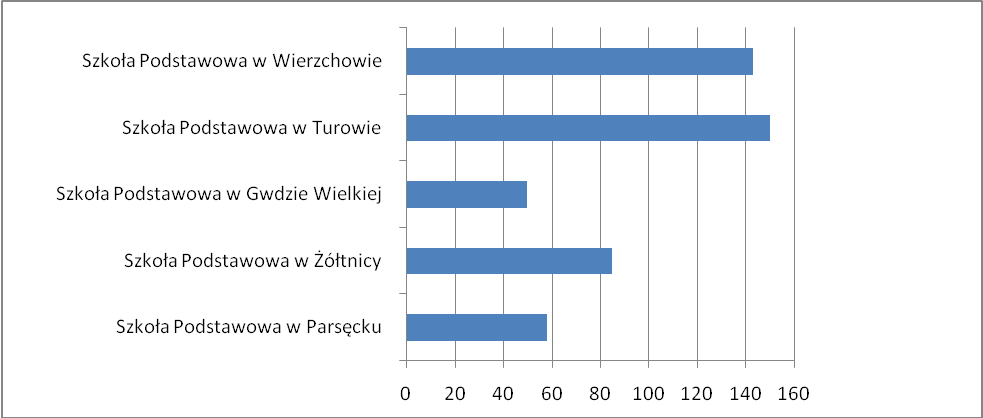 Szkoła Podstawowa w Wierzchowie
Szkoła Podstawowa w Turowie
Szkoła Podstawowa w Gwdzie Wielkiej
Szkoła Podstawowa w Żółtnicy
Szkoła Podstawowa w Parsęcku
0 20 40 60 80 100 120 140 160